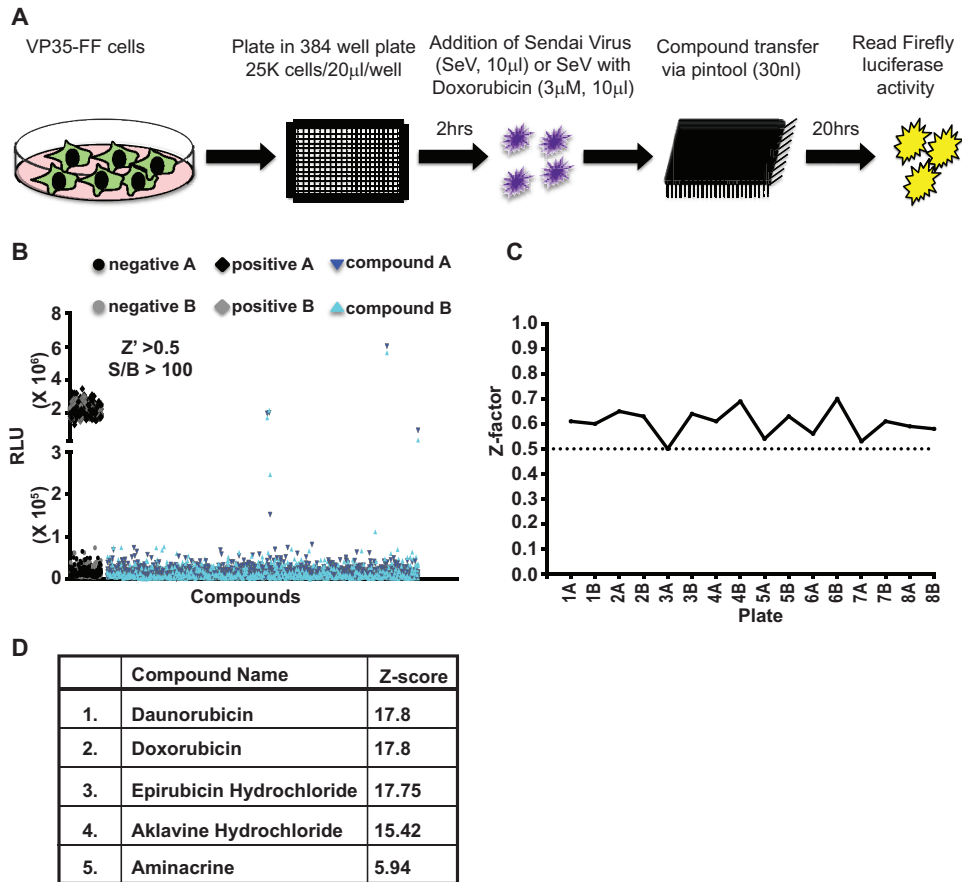 A
VP35-FF cells
Plate in 384 well plate
25K cells/20μl/well
Addition of Sendai Virus
(SeV, 10μl) or SeV with
Doxorubicin (3μM, 10μl)
Compound transfer
via pintool (30nl)
Read Firefly
luciferase
activity
2hrs
20hrs
B
negative A
positive A
compound A
negative B
positive B
compound B
Z' >0.5
S/B > 100
8
6
4
2
0
(X 10⁶)
RLU
3
2
1
0
(X 10⁵)
Compounds
C
1.0
0.9
0.8
0.7
0.6
0.5
0.4
0.3
0.2
0.1
0.0
Z-factor
1A
1B
2A
2B
3A
3B
4A
4B
5A
5B
6A
6B
7A
7B
8A
8B
Plate
D
Compound Name Z-score
1. Daunorubicin 17.8
2. Doxorubicin 17.8
3. Epirubicin Hydrochloride 17.75
4. Aklavine Hydrochloride 15.42
5. Aminacrine 5.94